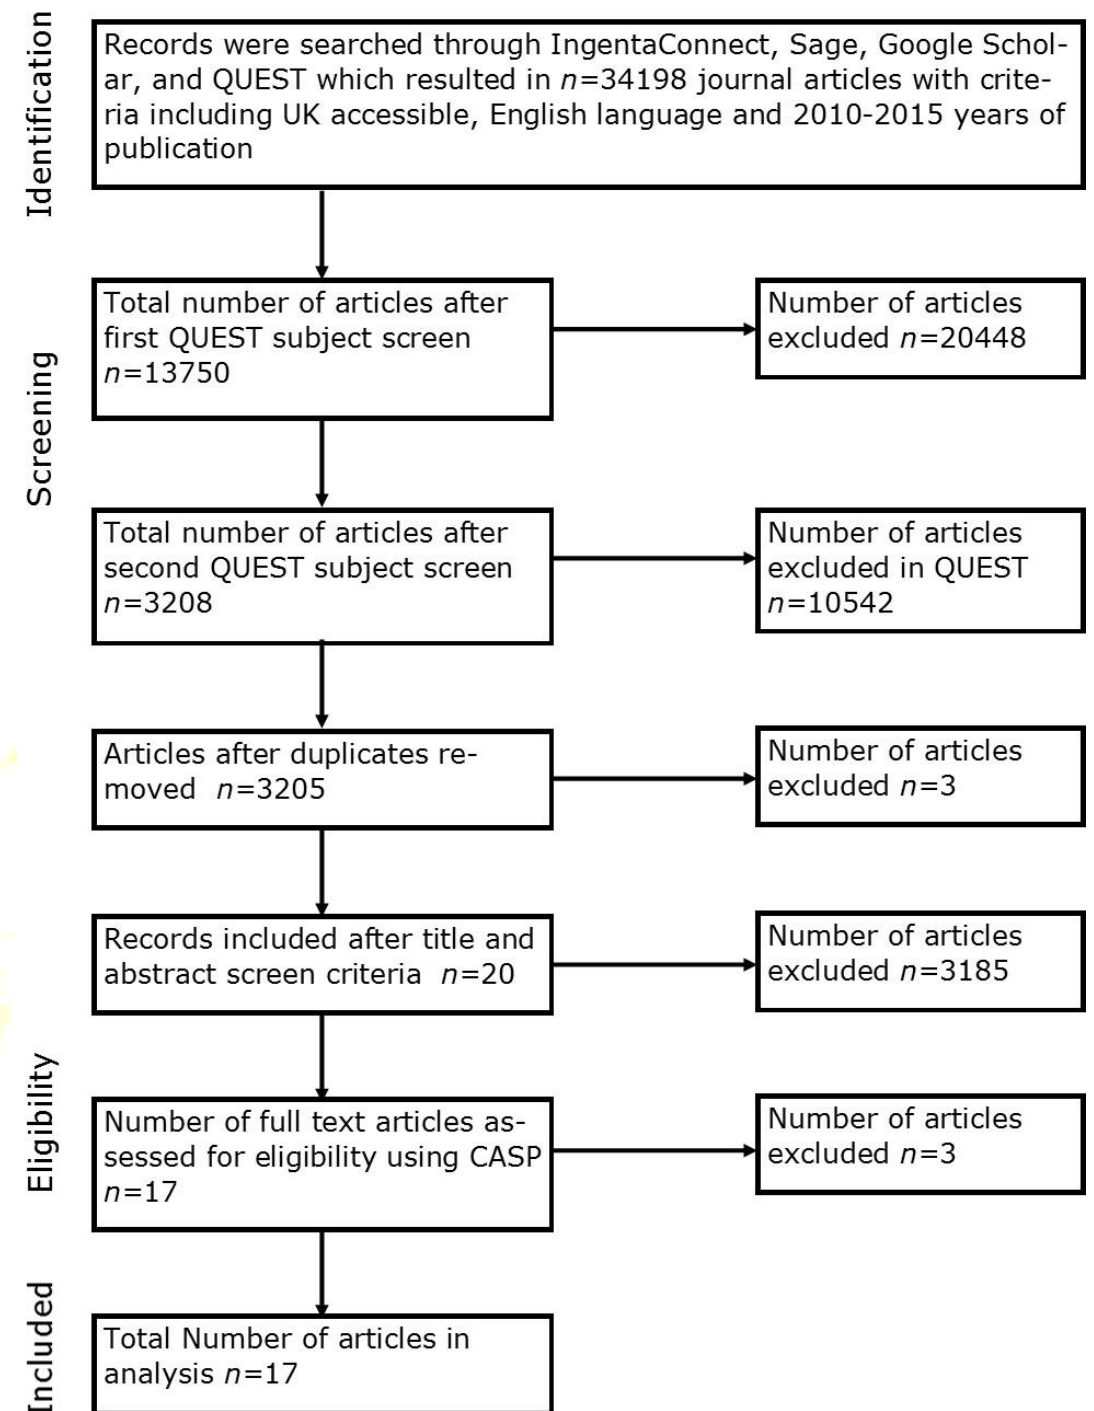 Identification
Records were searched through IngentaConnect, Sage, Google Schol-
ar, and QUEST which resulted in n=34198 journal articles with crite-
ria including UK accessible, English language and 2010-2015 years of
publication
Screening
Total number of articles after
first QUEST subject screen
n=13750
Number of articles
excluded n=20448
Total number of articles after
second QUEST subject screen
n=3208
Number of articles
excluded in QUEST
n=10542
Articles after duplicates re-
moved n=3205
Number of articles
excluded n=3
Records included after title and
abstract screen criteria n=20
Number of articles
excluded n=3185
Eligibility
Number of full text articles as-
sessed for eligibility using CASP
n=17
Number of articles
excluded n=3
Included
Total Number of articles in
analysis n=17